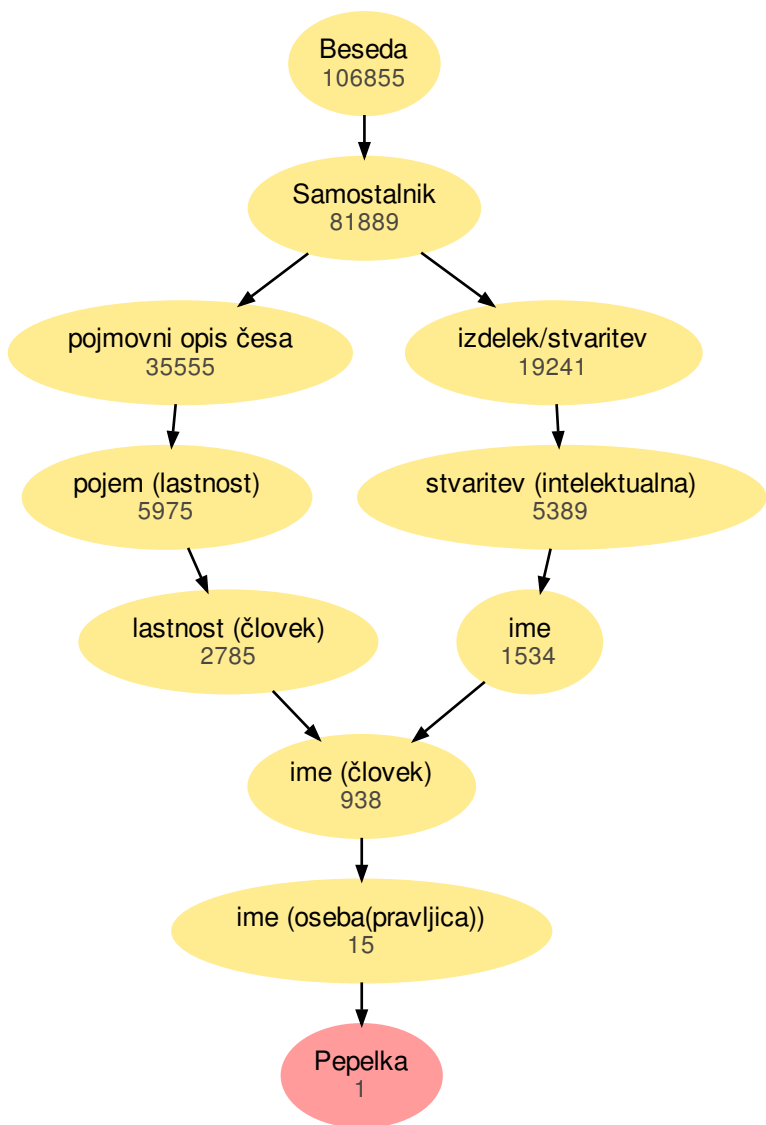 Beseda
106855
Samostalnik
81889
pojmovni opis česa
35555
izdelek/stvaritev
19241
pojem (lastnost)
5975
stvaritev (intelektualna)
5389
lastnost (človek)
2785
ime
1534
ime (človek)
938
ime (oseba(pravljica))
15
Pepelka
1